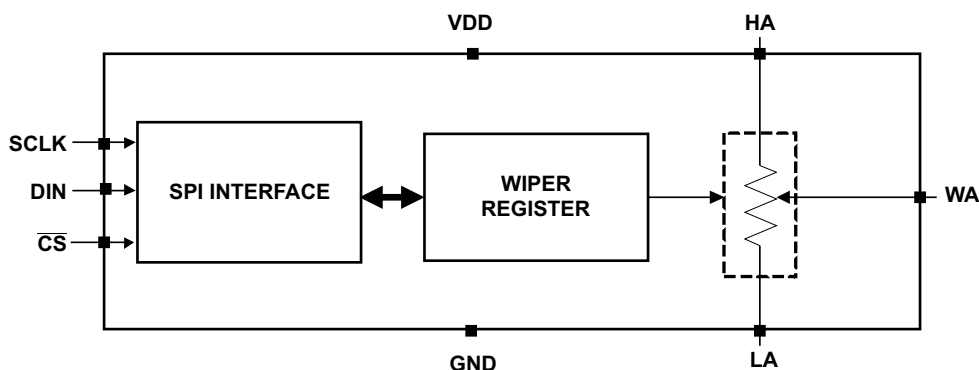 VDD
HA
SCLK
DIN
CS
SPI INTERFACE
WIPER
REGISTER
WA
GND
LA